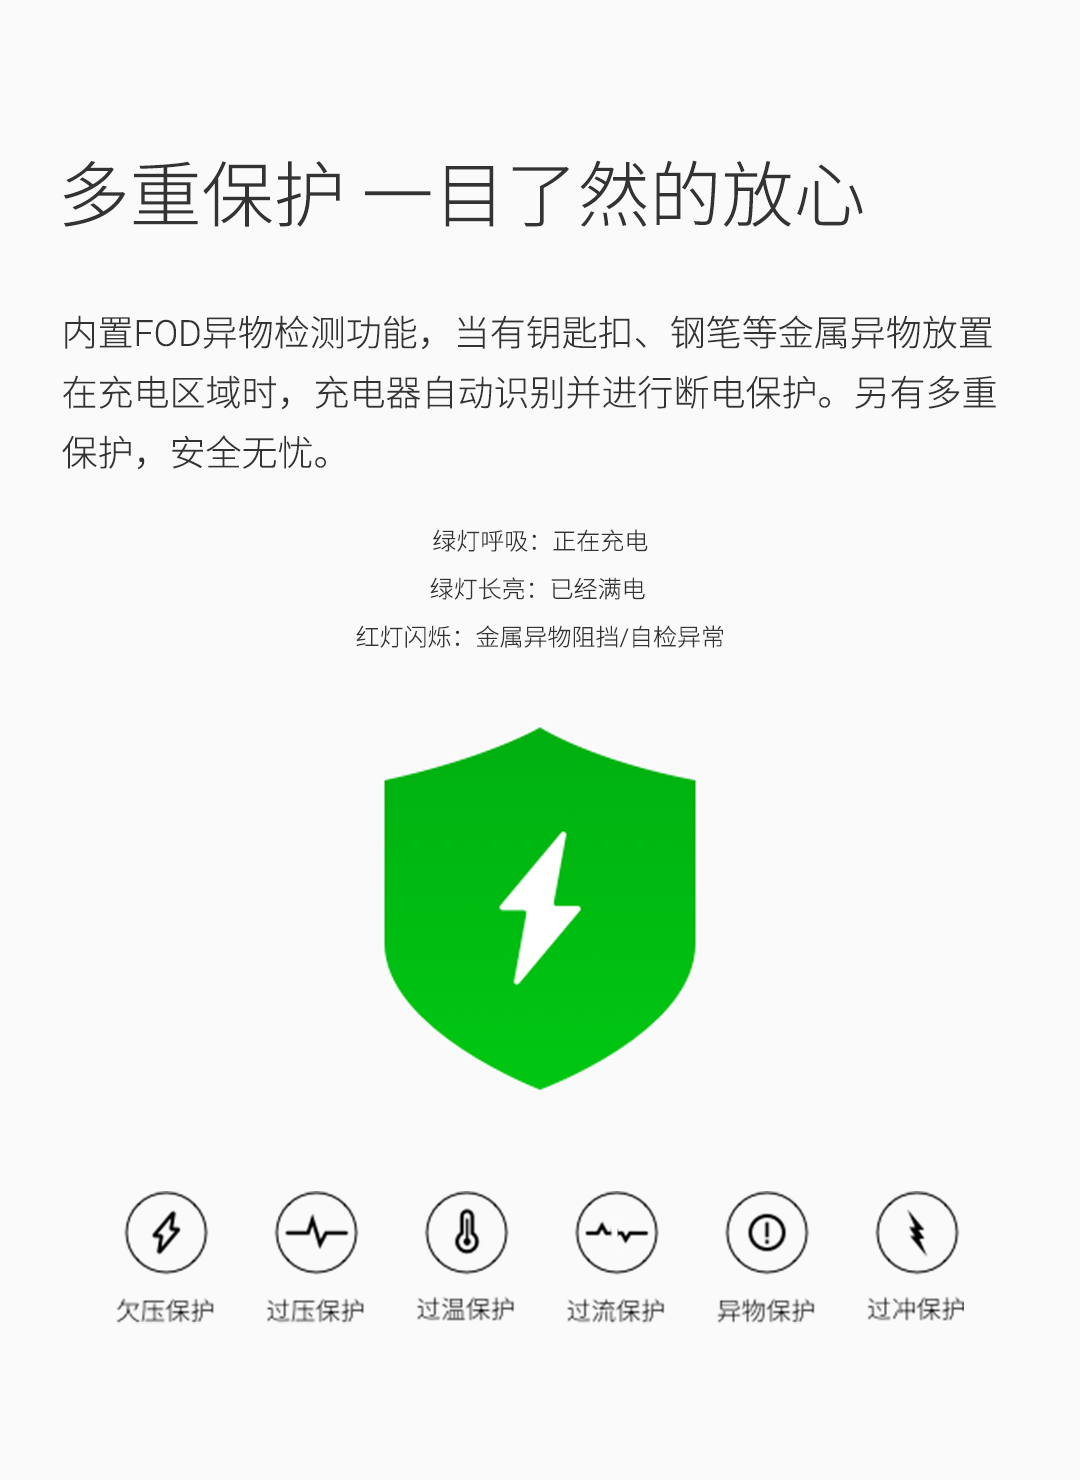 多重保护 一目了然的放心
内置FOD异物检测功能，当有钥匙扣、钢笔等金属异物放置
在充电区域时，充电器自动识别并进行断电保护。另有多重
保护，安全无忧。
绿灯呼吸：正在充电
绿灯长亮：已经满电
红灯闪烁：金属异物阻挡/自检异常
欠压保护 过压保护 过温保护 过流保护 异物保护 过冲保护